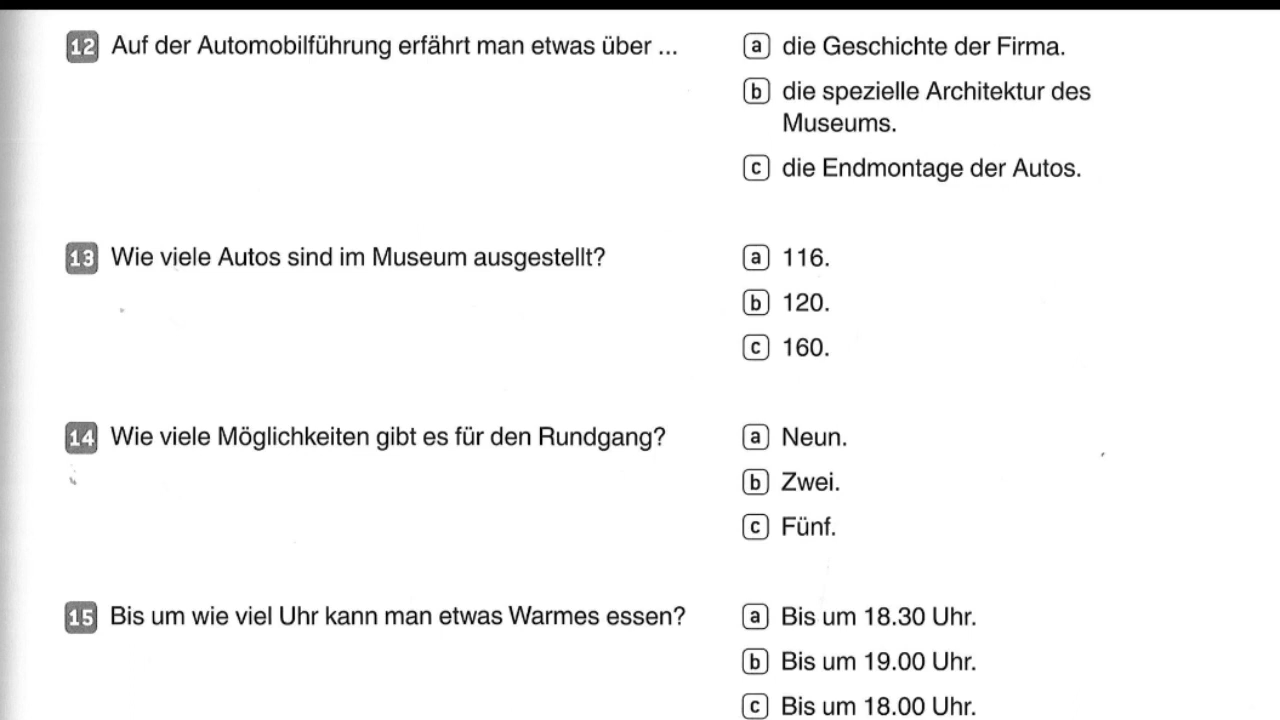 12 Auf der Automobilführung erfährt man etwas über ...
a die Geschichte der Firma.
b die spezielle Architektur des
Museums.
c die Endmontage der Autos.
13 Wie viele Autos sind im Museum ausgestellt?
a 116.
b 120.
c 160.
14 Wie viele Möglichkeiten gibt es für den Rundgang?
a Neun.
b Zwei.
c Fünf.
15 Bis um wie viel Uhr kann man etwas Warmes essen?
a Bis um 18.30 Uhr.
b Bis um 19.00 Uhr.
c Bis um 18.00 Uhr.